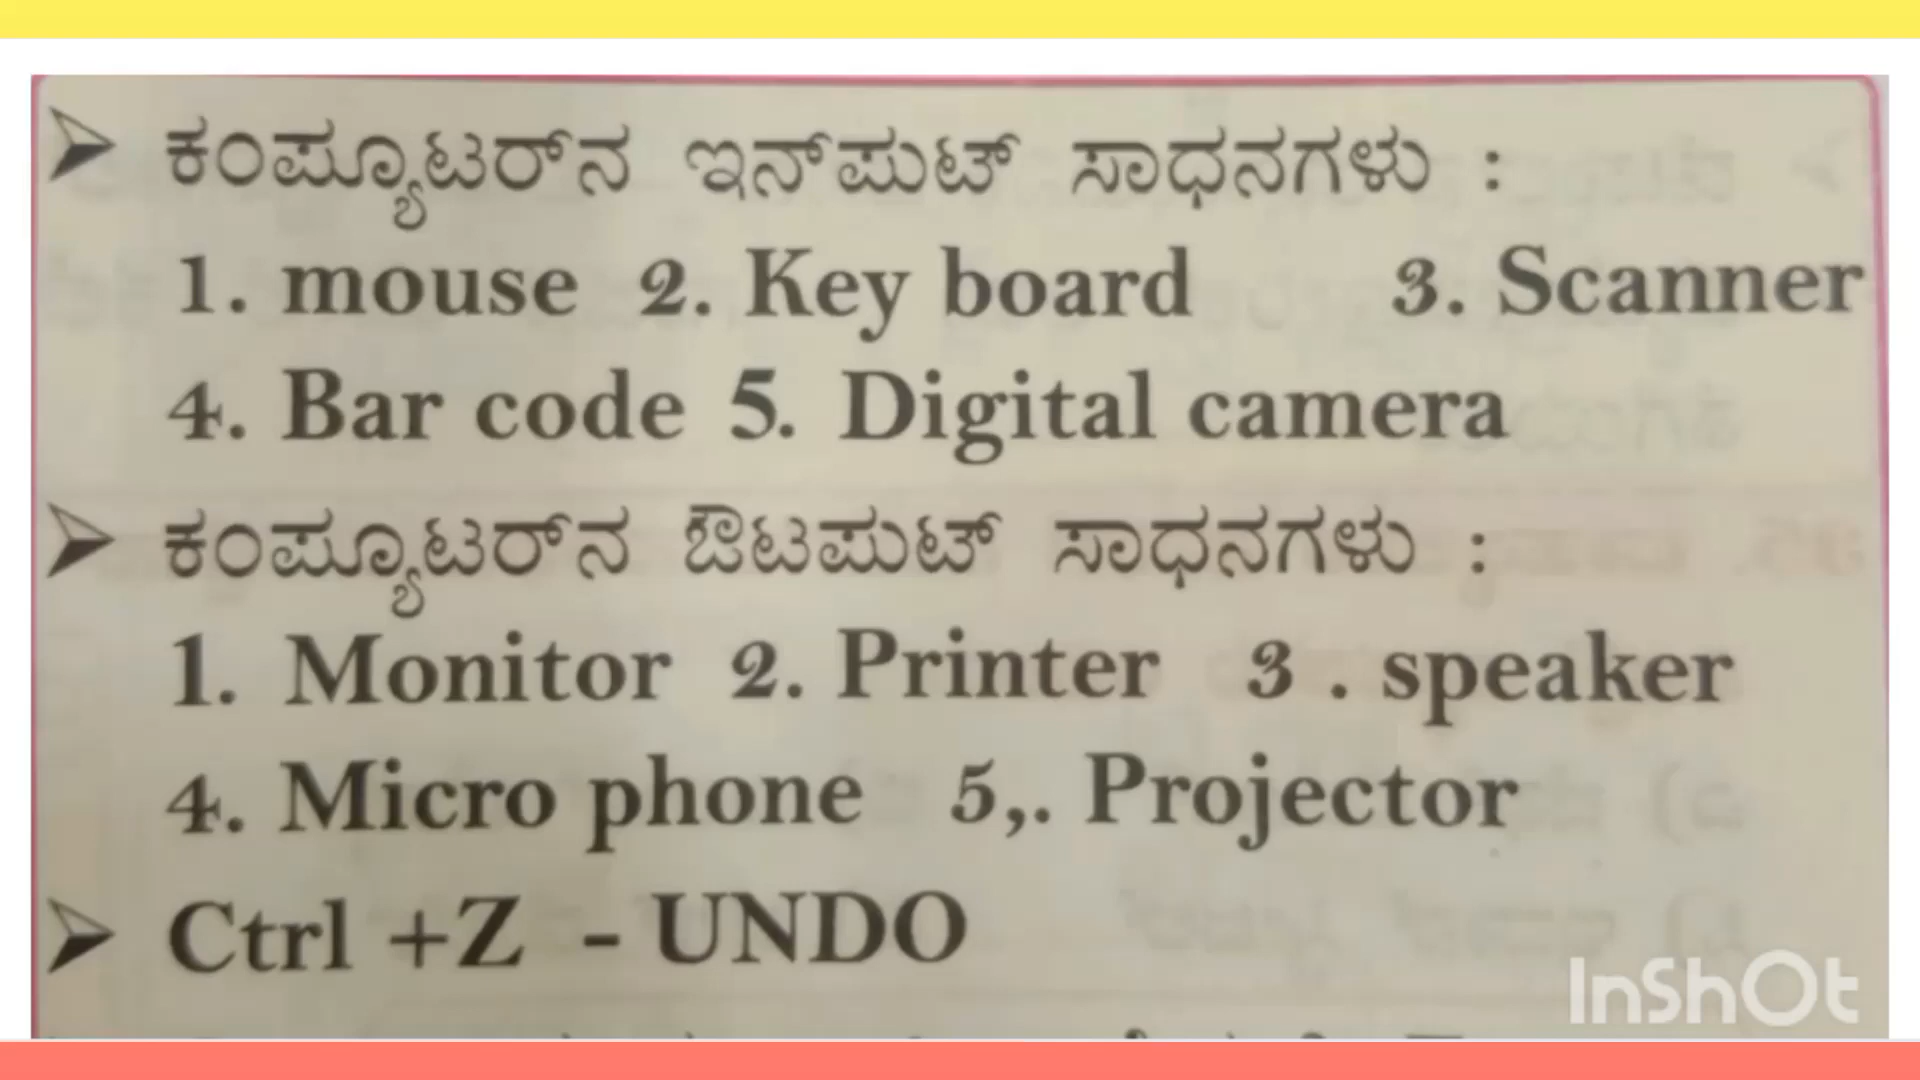 ➢ ಕಂಪ್ಯೂಟರ್‌ನ ಇನ್‌ಪುಟ್ ಸಾಧನಗಳು :
1. mouse 2. Key board 3. Scanner
4. Bar code 5. Digital camera
➢ ಕಂಪ್ಯೂಟರ್‌ನ ಔಟಪುಟ್ ಸಾಧನಗಳು :
1. Monitor 2. Printer 3 . speaker
4. Micro phone 5,. Projector
➢ Ctrl +Z - UNDO
InShOt